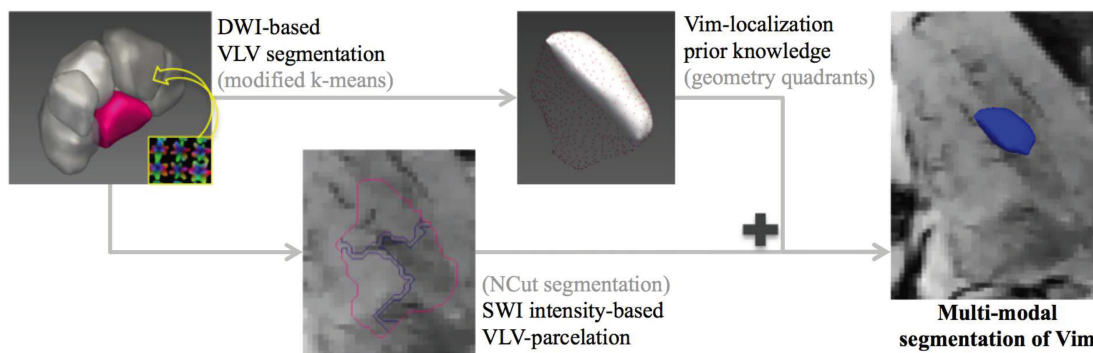 DWI-based
VLV segmentation
(modified k-means)
Vim-localization
prior knowledge
(geometry quadrants)
(NCut segmentation)
SWI intensity-based
VLV-parcelation
Multi-modal
segmentation of Vim